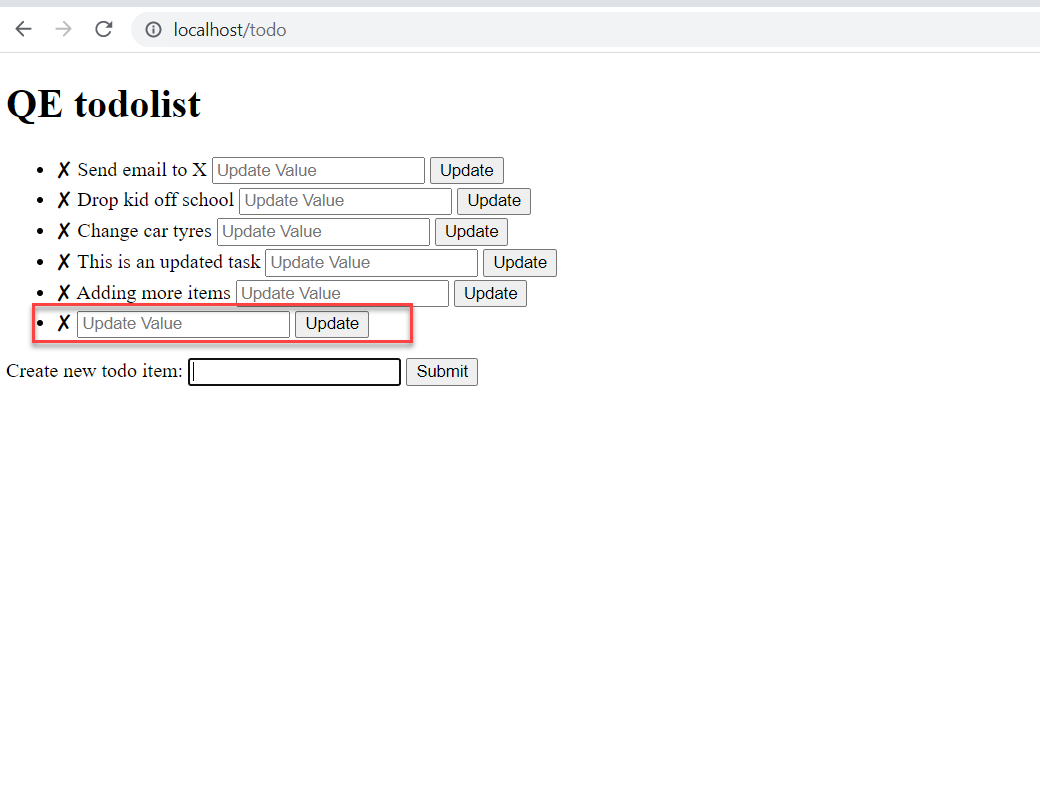 localhost/todo
QE todolist
• ✗ Send email to X Update Value Update
• ✗ Drop kid off school Update Value Update
• ✗ Change car tyres Update Value Update
• ✗ This is an updated task Update Value Update
• ✗ Adding more items Update Value Update
• ✗ Update Value Update
Create new todo item: Submit